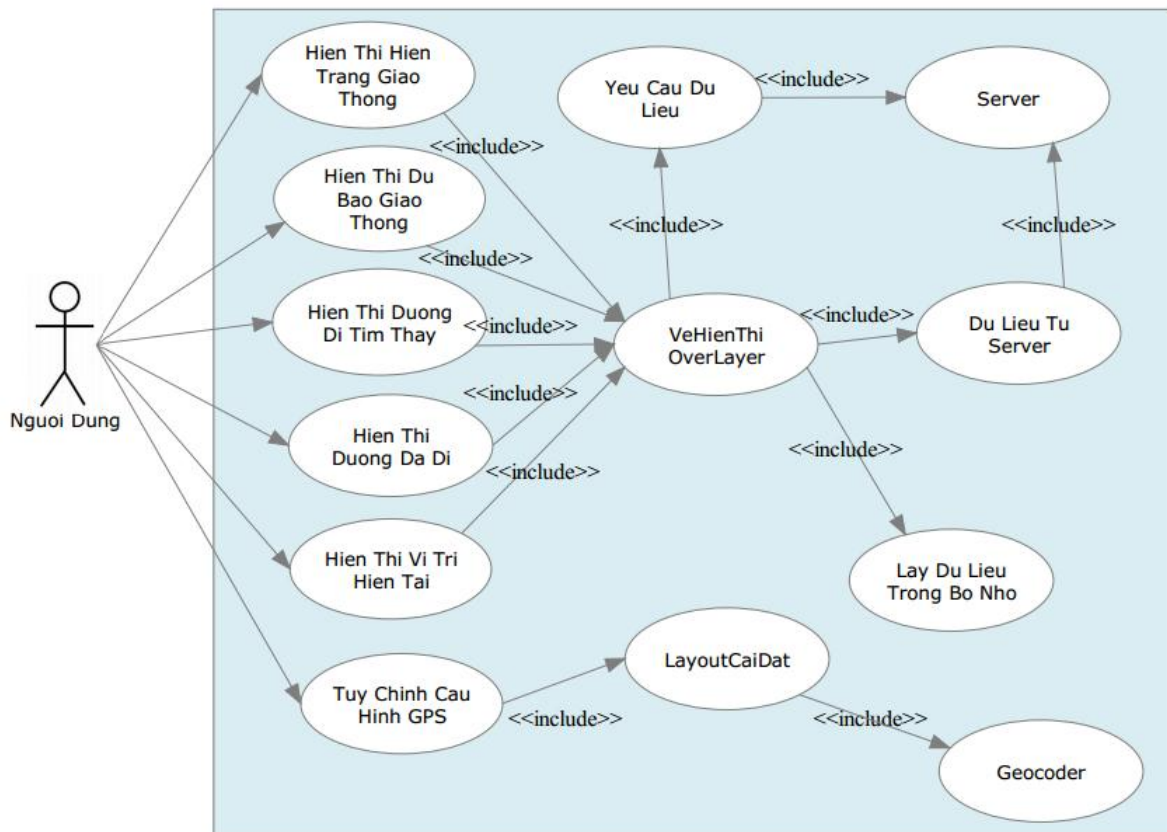 Hien Thi Hien
Trang Giao
Thong
Yeu Cau Du
Lieu
<<include>>
Server
<<include>>
Hien Thi Du
Bao Giao
Thong
<<include>>
<<include>>
<<include>>
Hien Thi Duong
Di Tim Thay
<<include>>
VeHienThi
OverLayer
<<include>>
Du Lieu Tu
Server
Nguoi Dung
<<include>>
Hien Thi
Duong Da Di
<<include>>
<<include>>
Hien Thi Vi Tri
Hien Tai
Lay Du Lieu
Trong Bo Nho
Tuy Chinh Cau
Hinh GPS
<<include>>
LayoutCaiDat
<<include>>
Geocoder